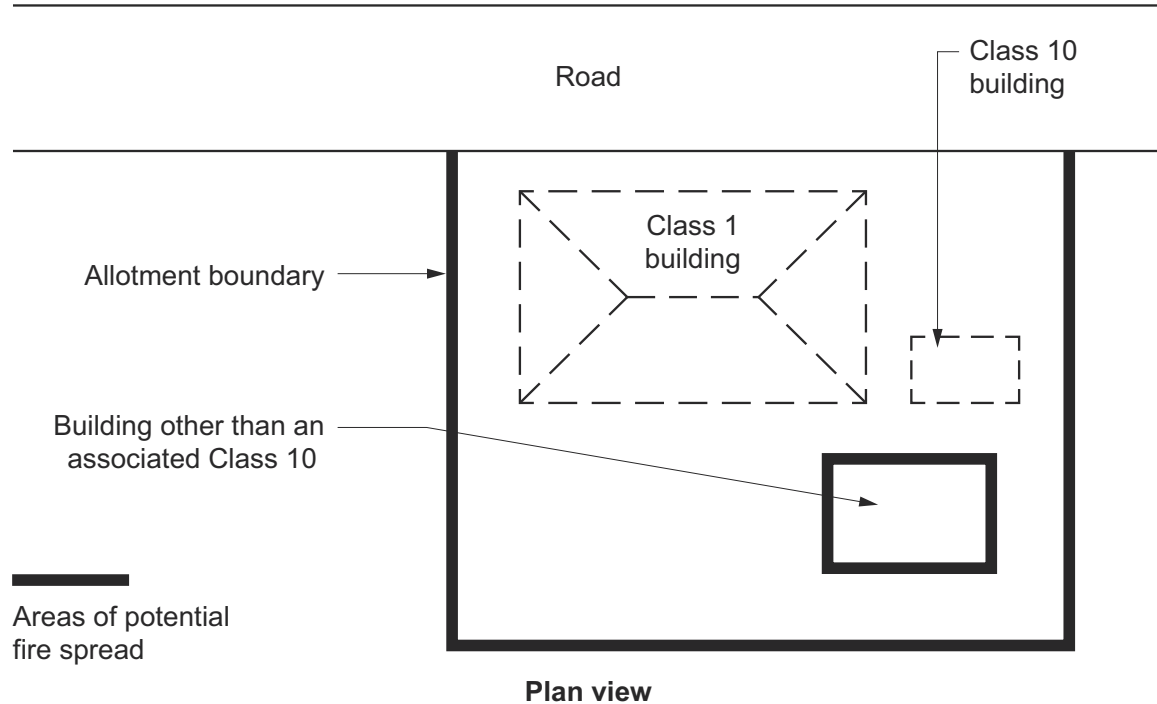 Road
Class 10
building
Class 1
building
Allotment boundary
Building other than an
associated Class 10
Areas of potential
fire spread
Plan view